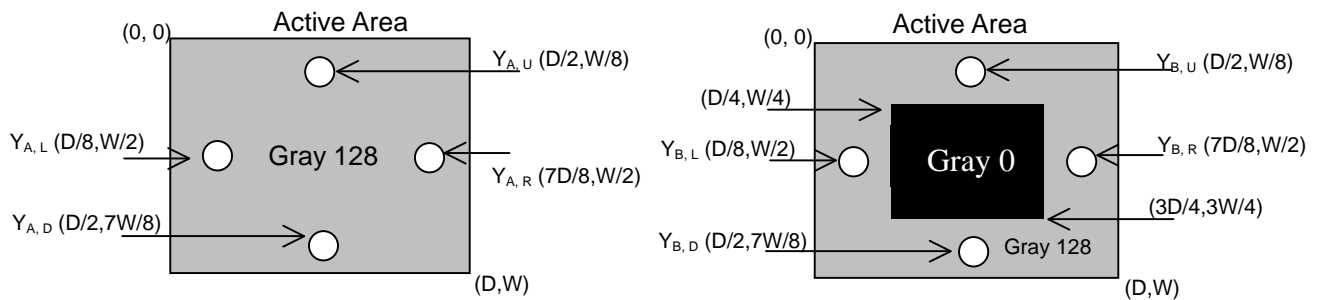 Active Area
(0, 0)
Y_A, U (D/2,W/8)
Y_A, L (D/8,W/2)
Gray 128
Y_A, R (7D/8,W/2)
Y_A, D (D/2,7W/8)
(D,W)
Active Area
(0, 0)
Y_B, U (D/2,W/8)
(D/4,W/4)
Y_B, L (D/8,W/2)
Gray 0
Y_B, R (7D/8,W/2)
(3D/4,3W/4)
Y_B, D (D/2,7W/8)
Gray 128
(D,W)